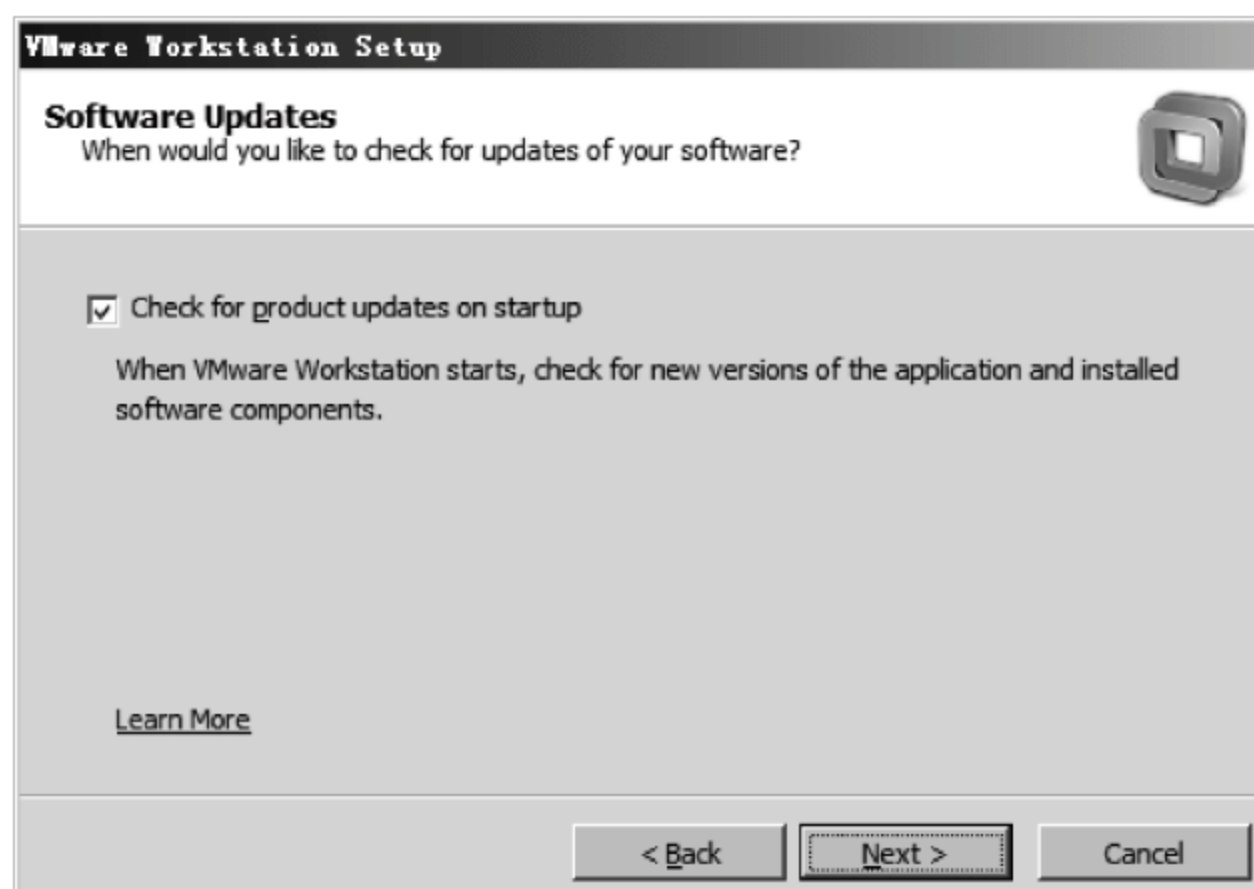 VMware Workstation Setup
Software Updates
When would you like to check for updates of your software?
Check for product updates on startup
When VMware Workstation starts, check for new versions of the application and installed
software components.
Learn More
< Back
Next >
Cancel